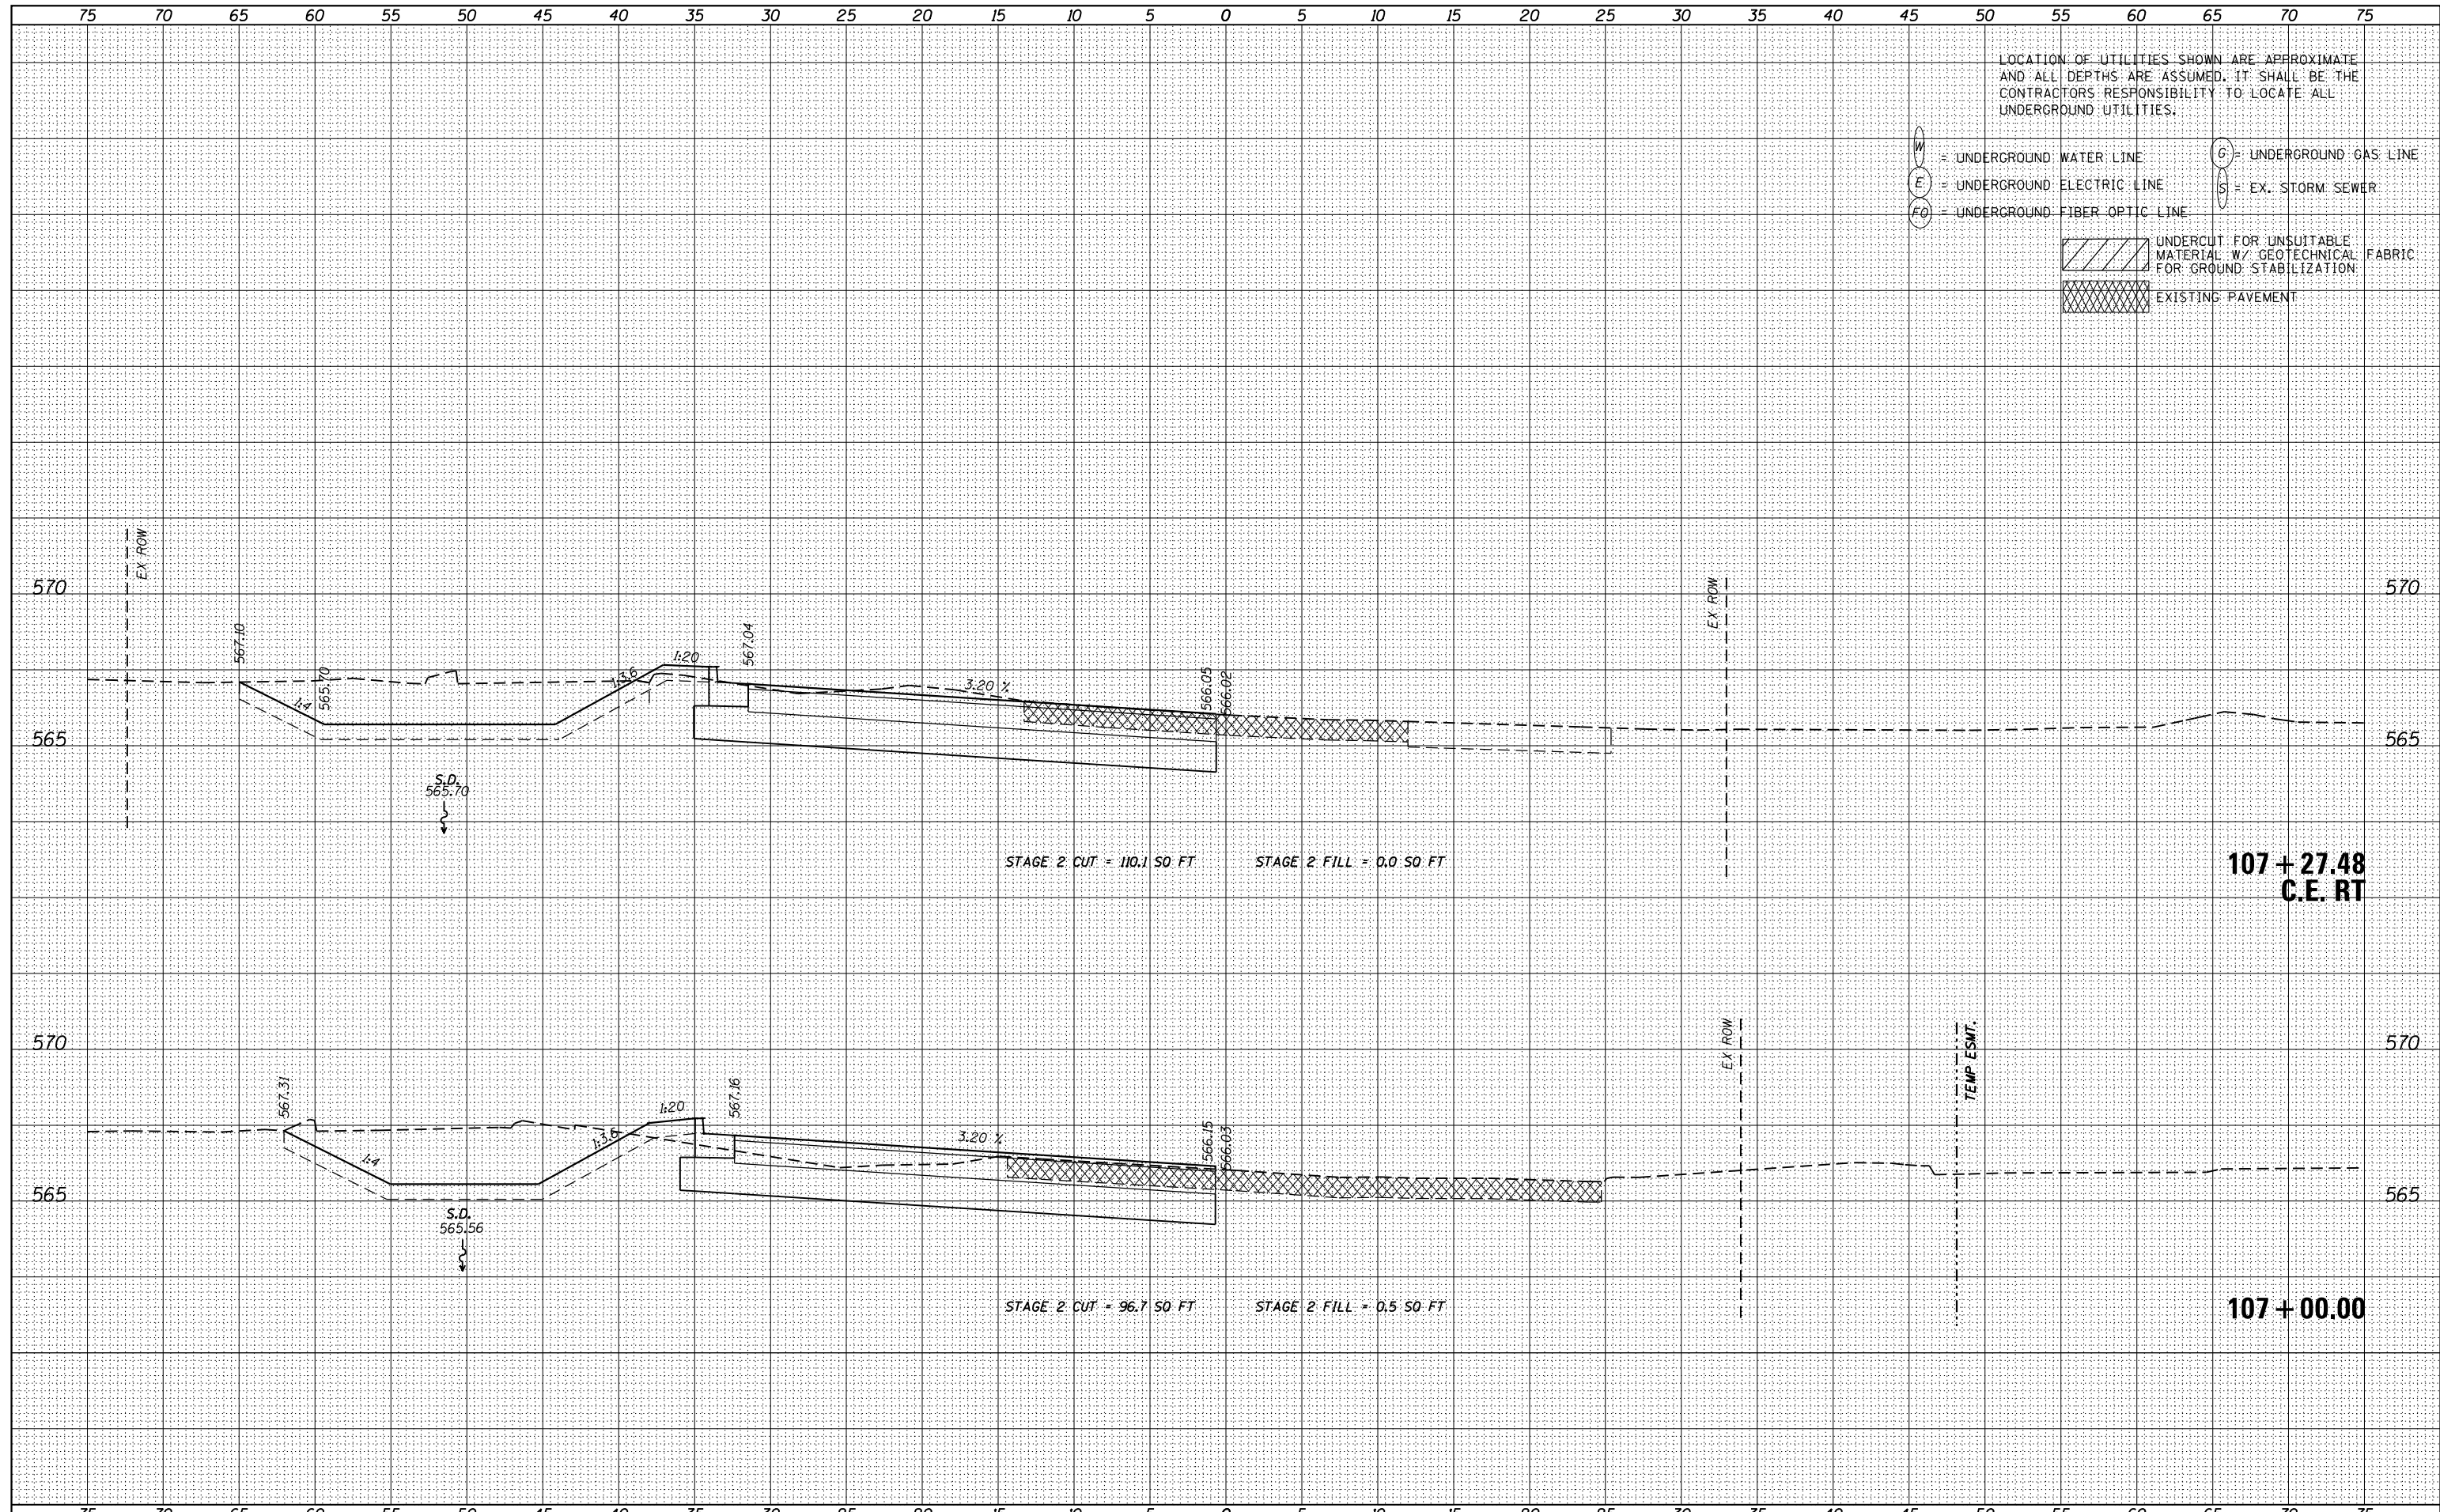 75 70 65 60 55 50 45 40 35 30 25 20 15 10 5 0 5 10 15 20 25 30 35 40 45 50 55 60 65 70 75
LOCATION OF UTILITIES SHOWN ARE APPROXIMATE
AND ALL DEPTHS ARE ASSUMED. IT SHALL BE THE
CONTRACTORS RESPONSIBILITY TO LOCATE ALL
UNDERGROUND UTILITIES.
W = UNDERGROUND WATER LINE
G = UNDERGROUND GAS LINE
E = UNDERGROUND ELECTRIC LINE
S = EX. STORM SEWER
FO = UNDERGROUND FIBER OPTIC LINE
UNDERCUT FOR UNSUITABLE
MATERIAL W/ GEOTECHNICAL FABRIC
FOR GROUND STABILIZATION
EXISTING PAVEMENT
EX ROW
EX ROW
570
570
567.10
565.70
1:4
1:3.6
1:20
567.04
3.20 %
566.05
566.02
565
565
S.D.
565.70
STAGE 2 CUT = 110.1 SQ FT
STAGE 2 FILL = 0.0 SQ FT
107+27.48
C.E. RT
EX ROW
TEMP ESMT.
570
570
567.31
1:4
1:3.6
1:20
567.16
3.20 %
566.15
566.03
565
565
S.D.
565.56
STAGE 2 CUT = 96.7 SQ FT
STAGE 2 FILL = 0.5 SQ FT
107+00.00
75 70 65 60 55 50 45 40 35 30 25 20 15 10 5 0 5 10 15 20 25 30 35 40 45 50 55 60 65 70 75